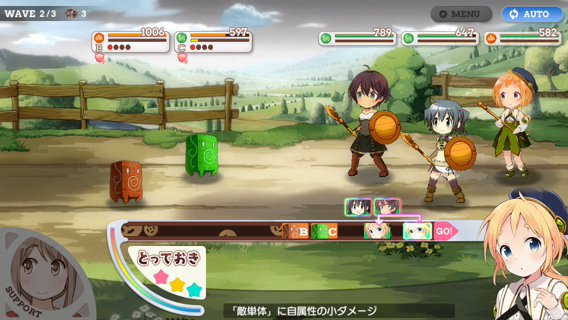 WAVE 2/3 3
MENU
AUTO
1006
B
597
C
789
647
582
B
C
GO!
とっておき
SUPPORT
「敵単体」に自属性の小ダメージ